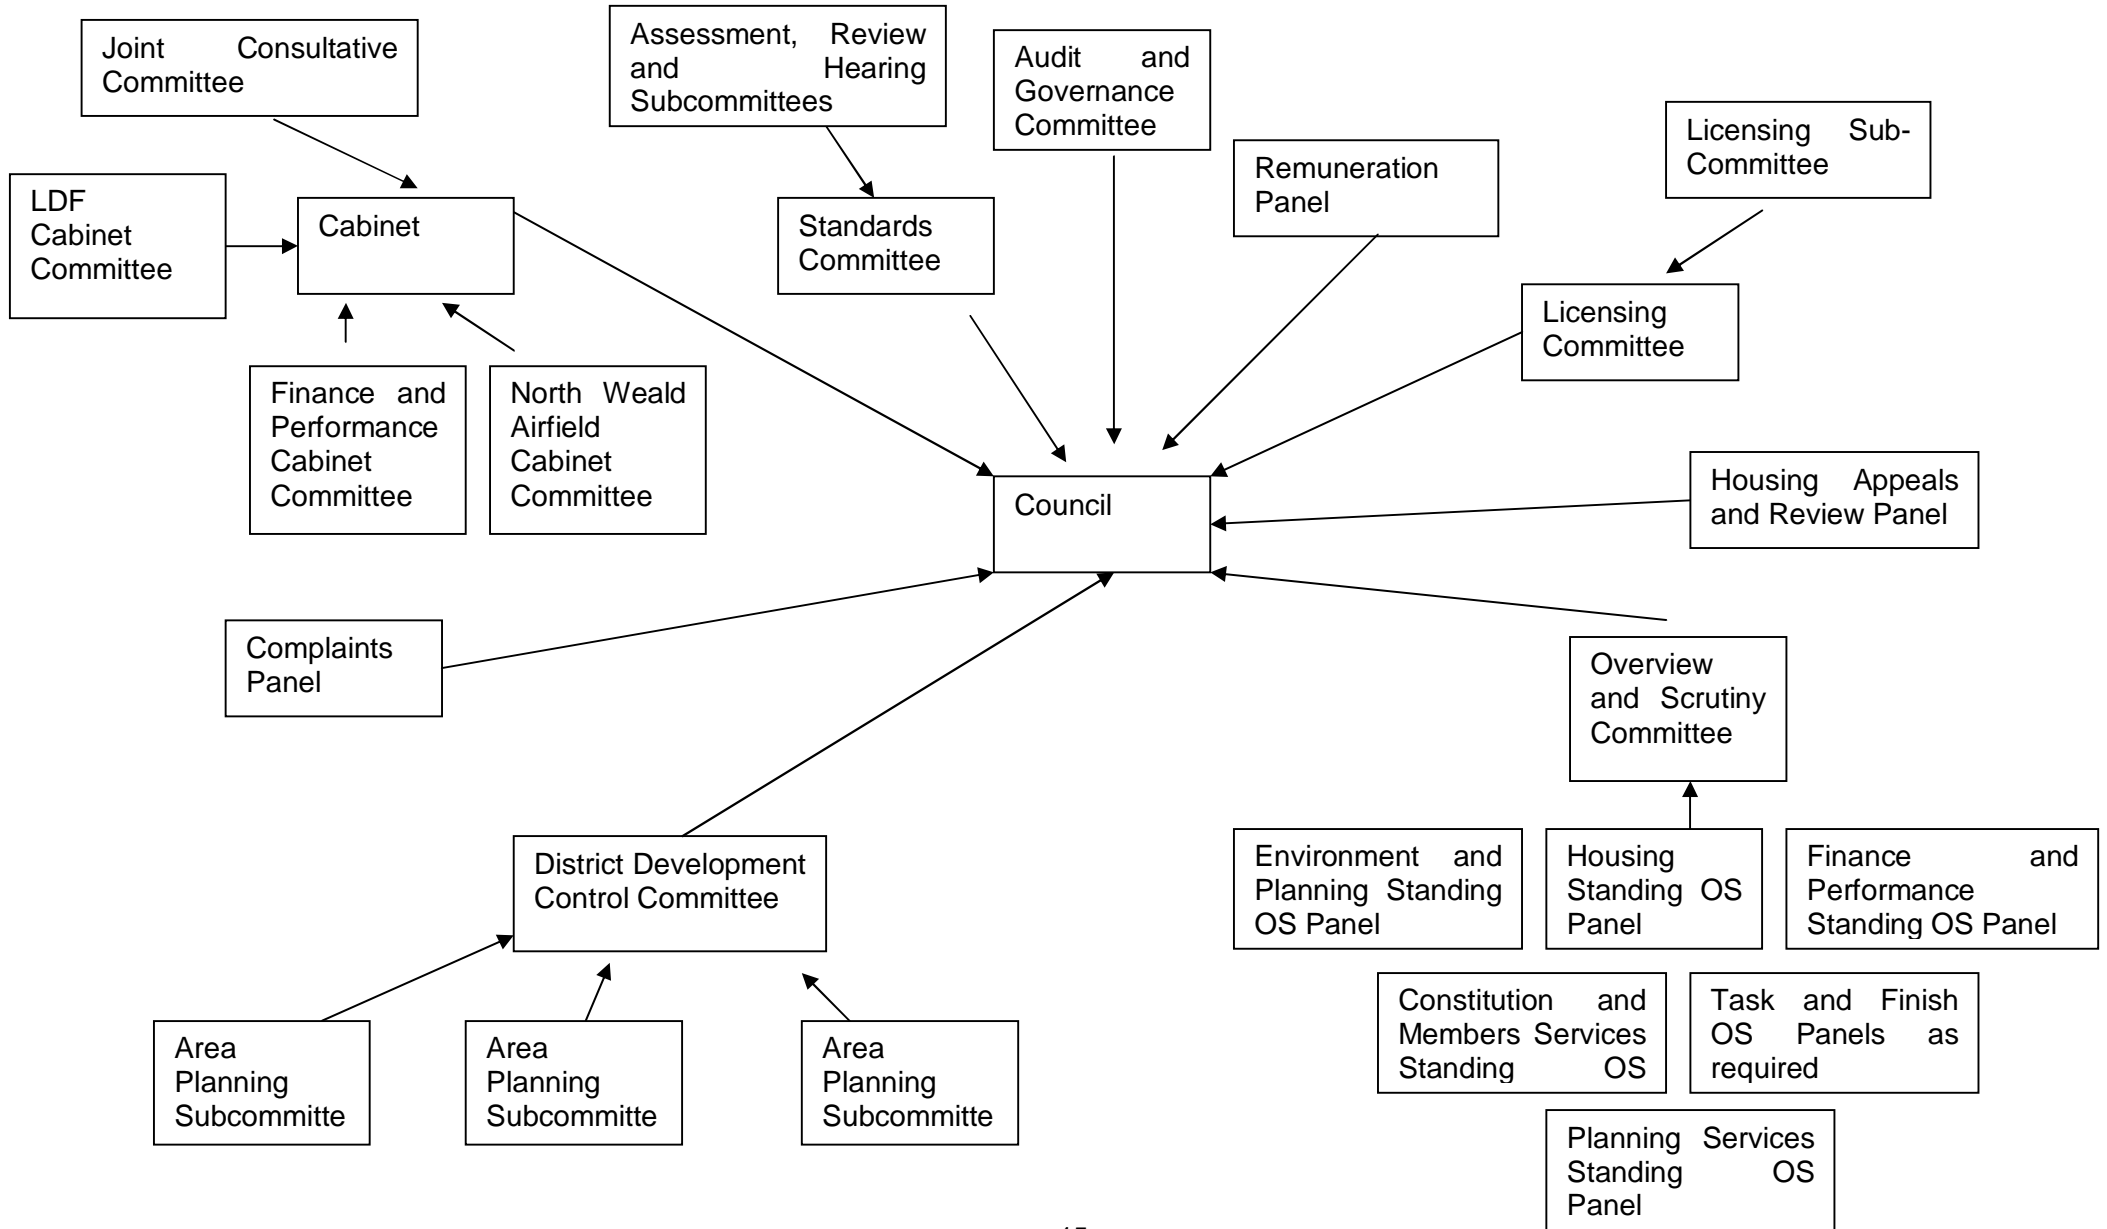 Joint Consultative
Committee
Assessment, Review
and Hearing
Subcommittees
Audit and
Governance
Committee
Remuneration
Panel
Licensing Sub-
Committee
LDF
Cabinet
Committee
Cabinet
Standards
Committee
Licensing
Committee
Finance and
Performance
Cabinet
Committee
North Weald
Airfield
Cabinet
Committee
Council
Housing Appeals
and Review Panel
Complaints
Panel
Overview
and Scrutiny
Committee
District Development
Control Committee
Environment and
Planning Standing
OS Panel
Housing
Standing OS
Panel
Finance and
Performance
Standing OS Panel
Constitution and
Members Services
Standing OS
Task and Finish
OS Panels as
required
Area
Planning
Subcommitte
Area
Planning
Subcommitte
Area
Planning
Subcommitte
Planning Services
Standing OS
Panel